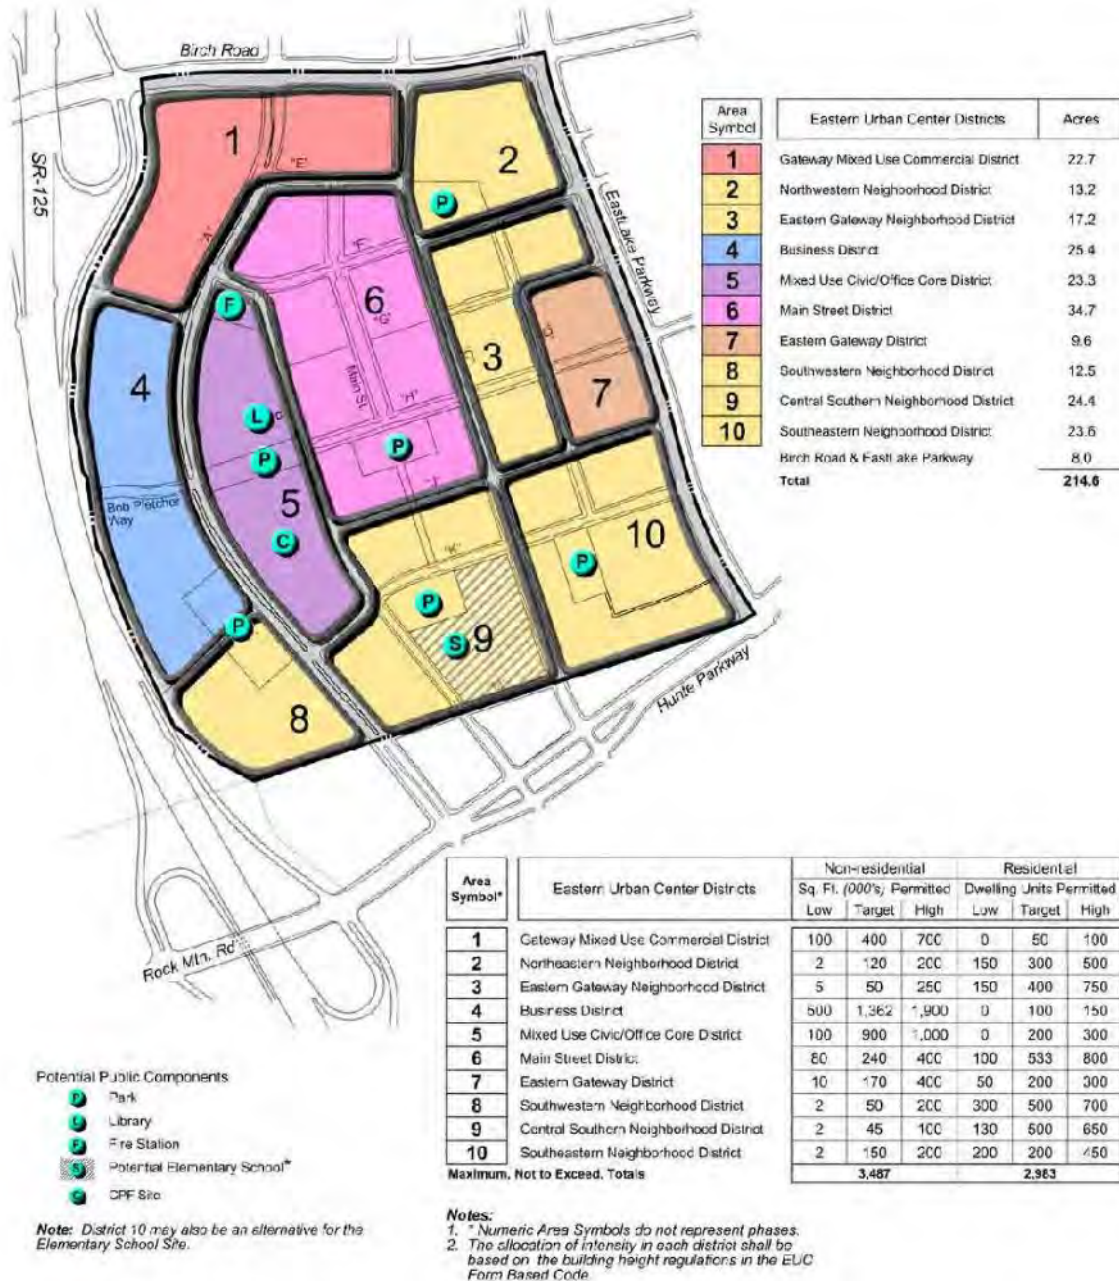 Birch Road
SR-125
EastLake Parkway
1
"E"
2
P
"A"
F
"F"
6
"G"
Main St.
"H"
3
7
4
L
P
P
5
Bob Pletcher
Way
C
"J"
"K"
P
10
P
P
S
9
8
Hunte Parkway
Rock Mtn. Rd
Area Symbol Eastern Urban Center Districts Acres
1 Gateway Mixed Use Commercial District 22.7
2 Northwestern Neighborhood District 13.2
3 Eastern Gateway Neighborhood District 17.2
4 Business District 25.4
5 Mixed Use Civic/Office Core District 23.3
6 Main Street District 34.7
7 Eastern Gateway District 9.6
8 Southwestern Neighborhood District 12.5
9 Central Southern Neighborhood District 24.4
10 Southeastern Neighborhood District 23.6
Birch Road & EastLake Parkway 8.0
Total 214.6
Area Symbol* Eastern Urban Center Districts
Non-residential Residential
Sq. Ft. (000's) Permitted Dwelling Units Permitted
Low Target High Low Target High
1 Gateway Mixed Use Commercial District 100 400 700 0 50 100
2 Northeastern Neighborhood District 2 120 200 150 300 500
3 Eastern Gateway Neighborhood District 5 50 250 150 400 750
4 Business District 500 1,362 1,900 0 100 150
5 Mixed Use Civic/Office Core District 100 900 1,000 0 200 300
6 Main Street District 80 240 400 100 533 800
7 Eastern Gateway District 10 170 400 50 200 300
8 Southwestern Neighborhood District 2 50 200 300 500 700
9 Central Southern Neighborhood District 2 45 100 130 500 650
10 Southeastern Neighborhood District 2 150 200 200 200 450
Maximum, Not to Exceed, Totals 3,487 2,983
Potential Public Components
P Park
L Library
F Fire Station
S Potential Elementary School*
C CPF Site
Note: District 10 may also be an alternative for the
Elementary School Site.
Notes:
1. * Numeric Area Symbols do not represent phases.
2. The allocation of intensity in each district shall be
based on the building height regulations in the EUC
Form Based Code.